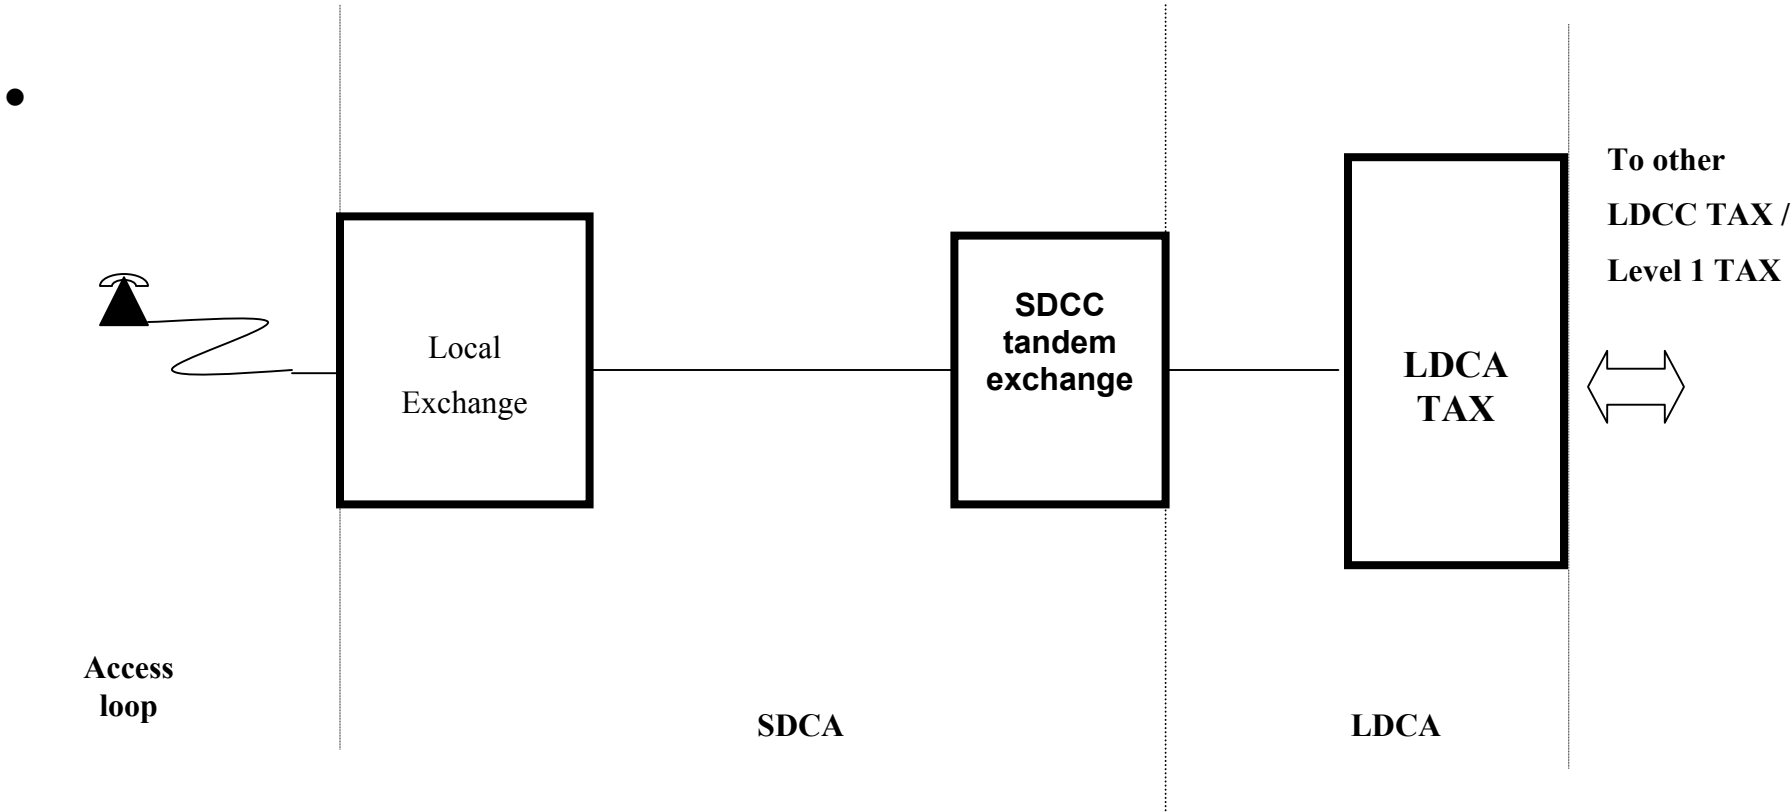 •
To other
LDCC TAX /
Level 1 TAX
Local
Exchange
SDCC
tandem
exchange
LDCA
TAX
Access
loop
SDCA
LDCA